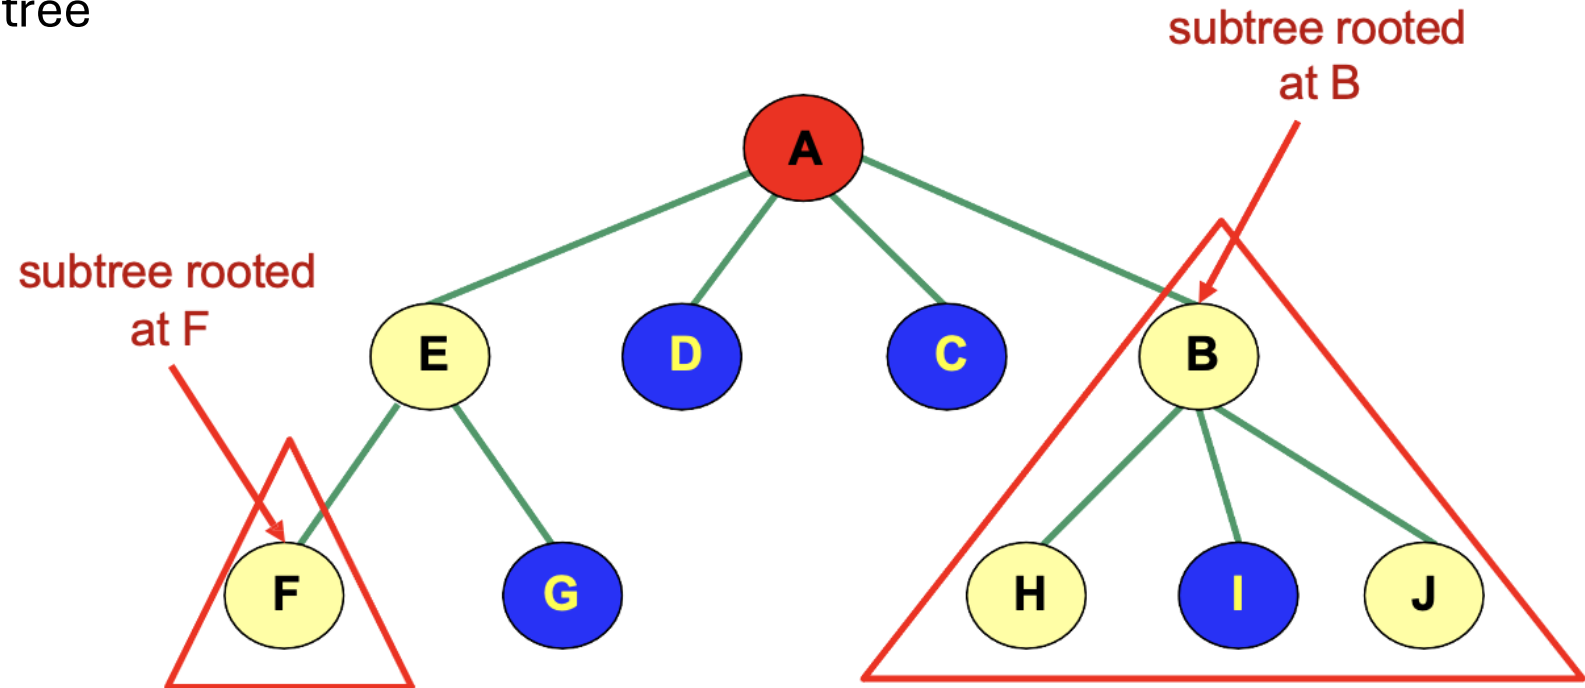 tree
subtree rooted
at B
A
subtree rooted
at F
E
D
C
B
F
G
H
I
J